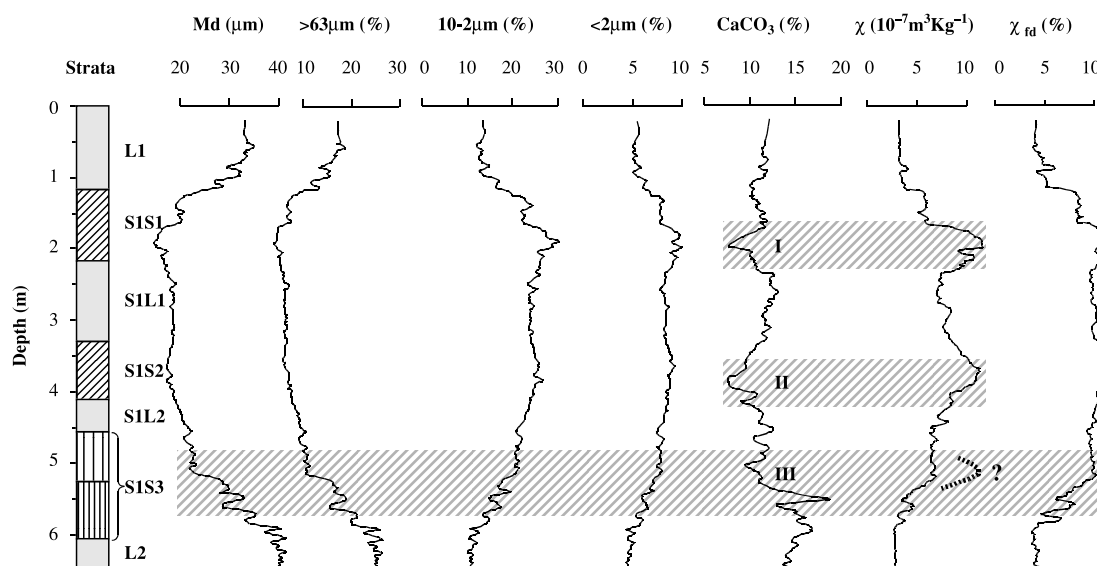 Md (μm) >63μm (%) 10-2μm (%) <2μm (%) CaCO₃ (%) χ (10⁻⁷m³Kg⁻¹) χ fd (%)
Strata 20 30 40 10 20 30 0 10 20 30 0 5 10 5 10 15 20 0 5 10 0 5 10
0
L1
1
S1S1
2
I
S1L1
3
Depth (m)
S1S2
II
4
S1L2
5
III
?
S1S3
6
L2